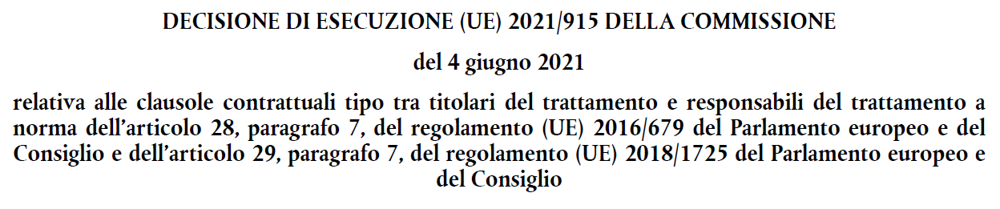 DECISIONE DI ESECUZIONE (UE) 2021/915 DELLA COMMISSIONE
del 4 giugno 2021
relativa alle clausole contrattuali tipo tra titolari del trattamento e responsabili del trattamento a
norma dell’articolo 28, paragrafo 7, del regolamento (UE) 2016/679 del Parlamento europeo e del
Consiglio e dell’articolo 29, paragrafo 7, del regolamento (UE) 2018/1725 del Parlamento europeo e
del Consiglio